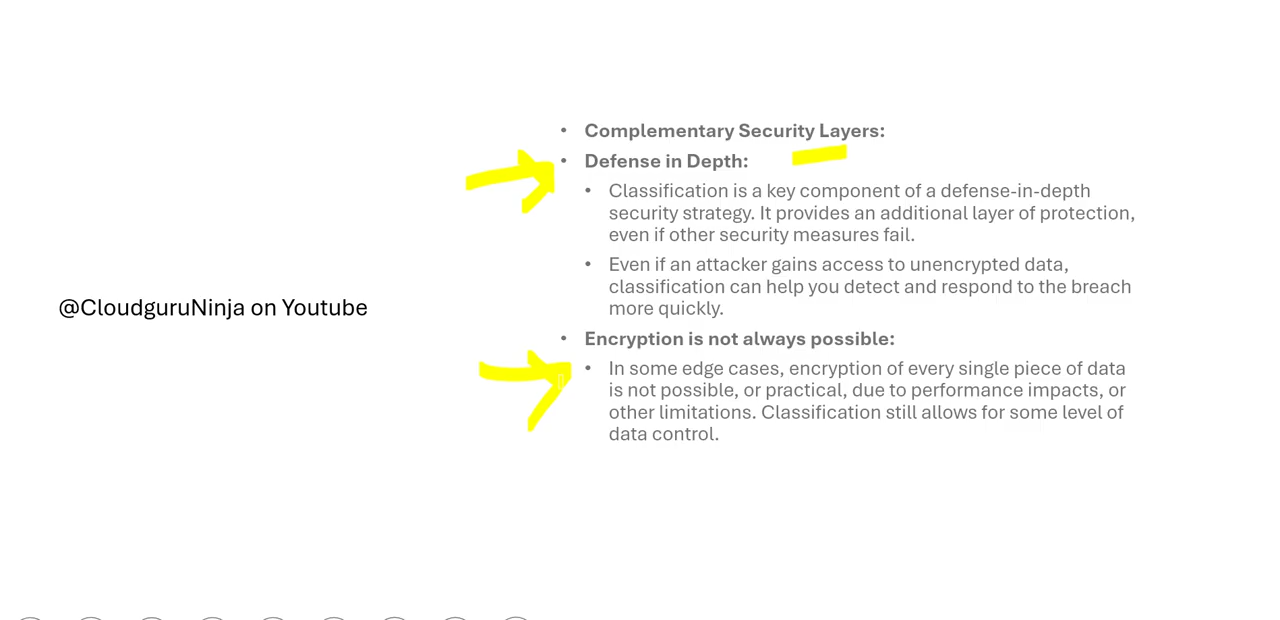 • Complementary Security Layers:
• Defense in Depth:
• Classification is a key component of a defense-in-depth
security strategy. It provides an additional layer of protection,
even if other security measures fail.
• Even if an attacker gains access to unencrypted data,
classification can help you detect and respond to the breach
more quickly.
@CloudguruNinja on Youtube
• Encryption is not always possible:
• In some edge cases, encryption of every single piece of data
is not possible, or practical, due to performance impacts, or
other limitations. Classification still allows for some level of
data control.